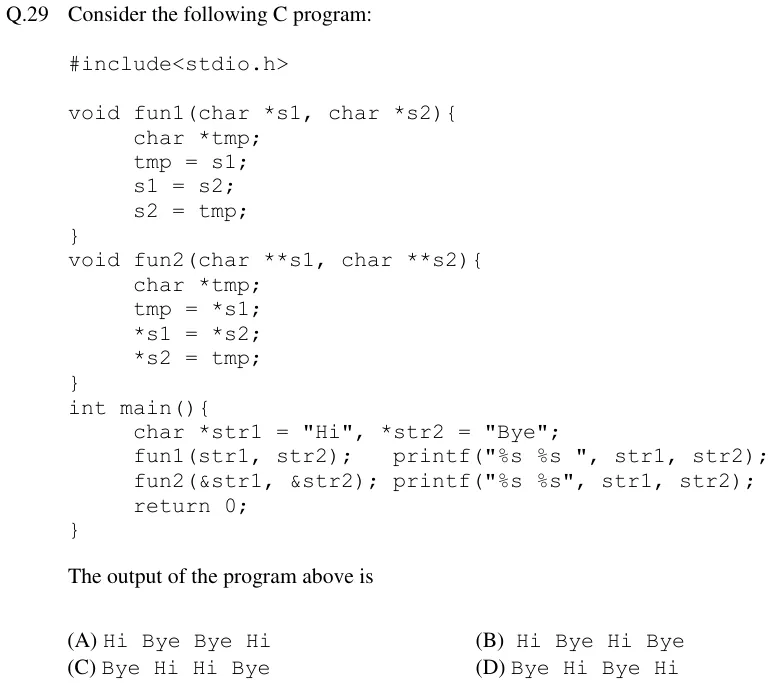 Q.29 Consider the following C program:
#include<stdio.h>
void fun1(char *s1, char *s2){
char *tmp;
tmp = s1;
s1 = s2;
s2 = tmp;
}
void fun2(char **s1, char **s2){
char *tmp;
tmp = *s1;
*s1 = *s2;
*s2 = tmp;
}
int main(){
char *str1 = "Hi", *str2 = "Bye";
fun1(str1, str2); printf("%s %s ", str1, str2);
fun2(&str1, &str2); printf("%s %s", str1, str2);
return 0;
}
The output of the program above is
(A) Hi Bye Bye Hi (B) Hi Bye Hi Bye
(C) Bye Hi Hi Bye (D) Bye Hi Bye Hi